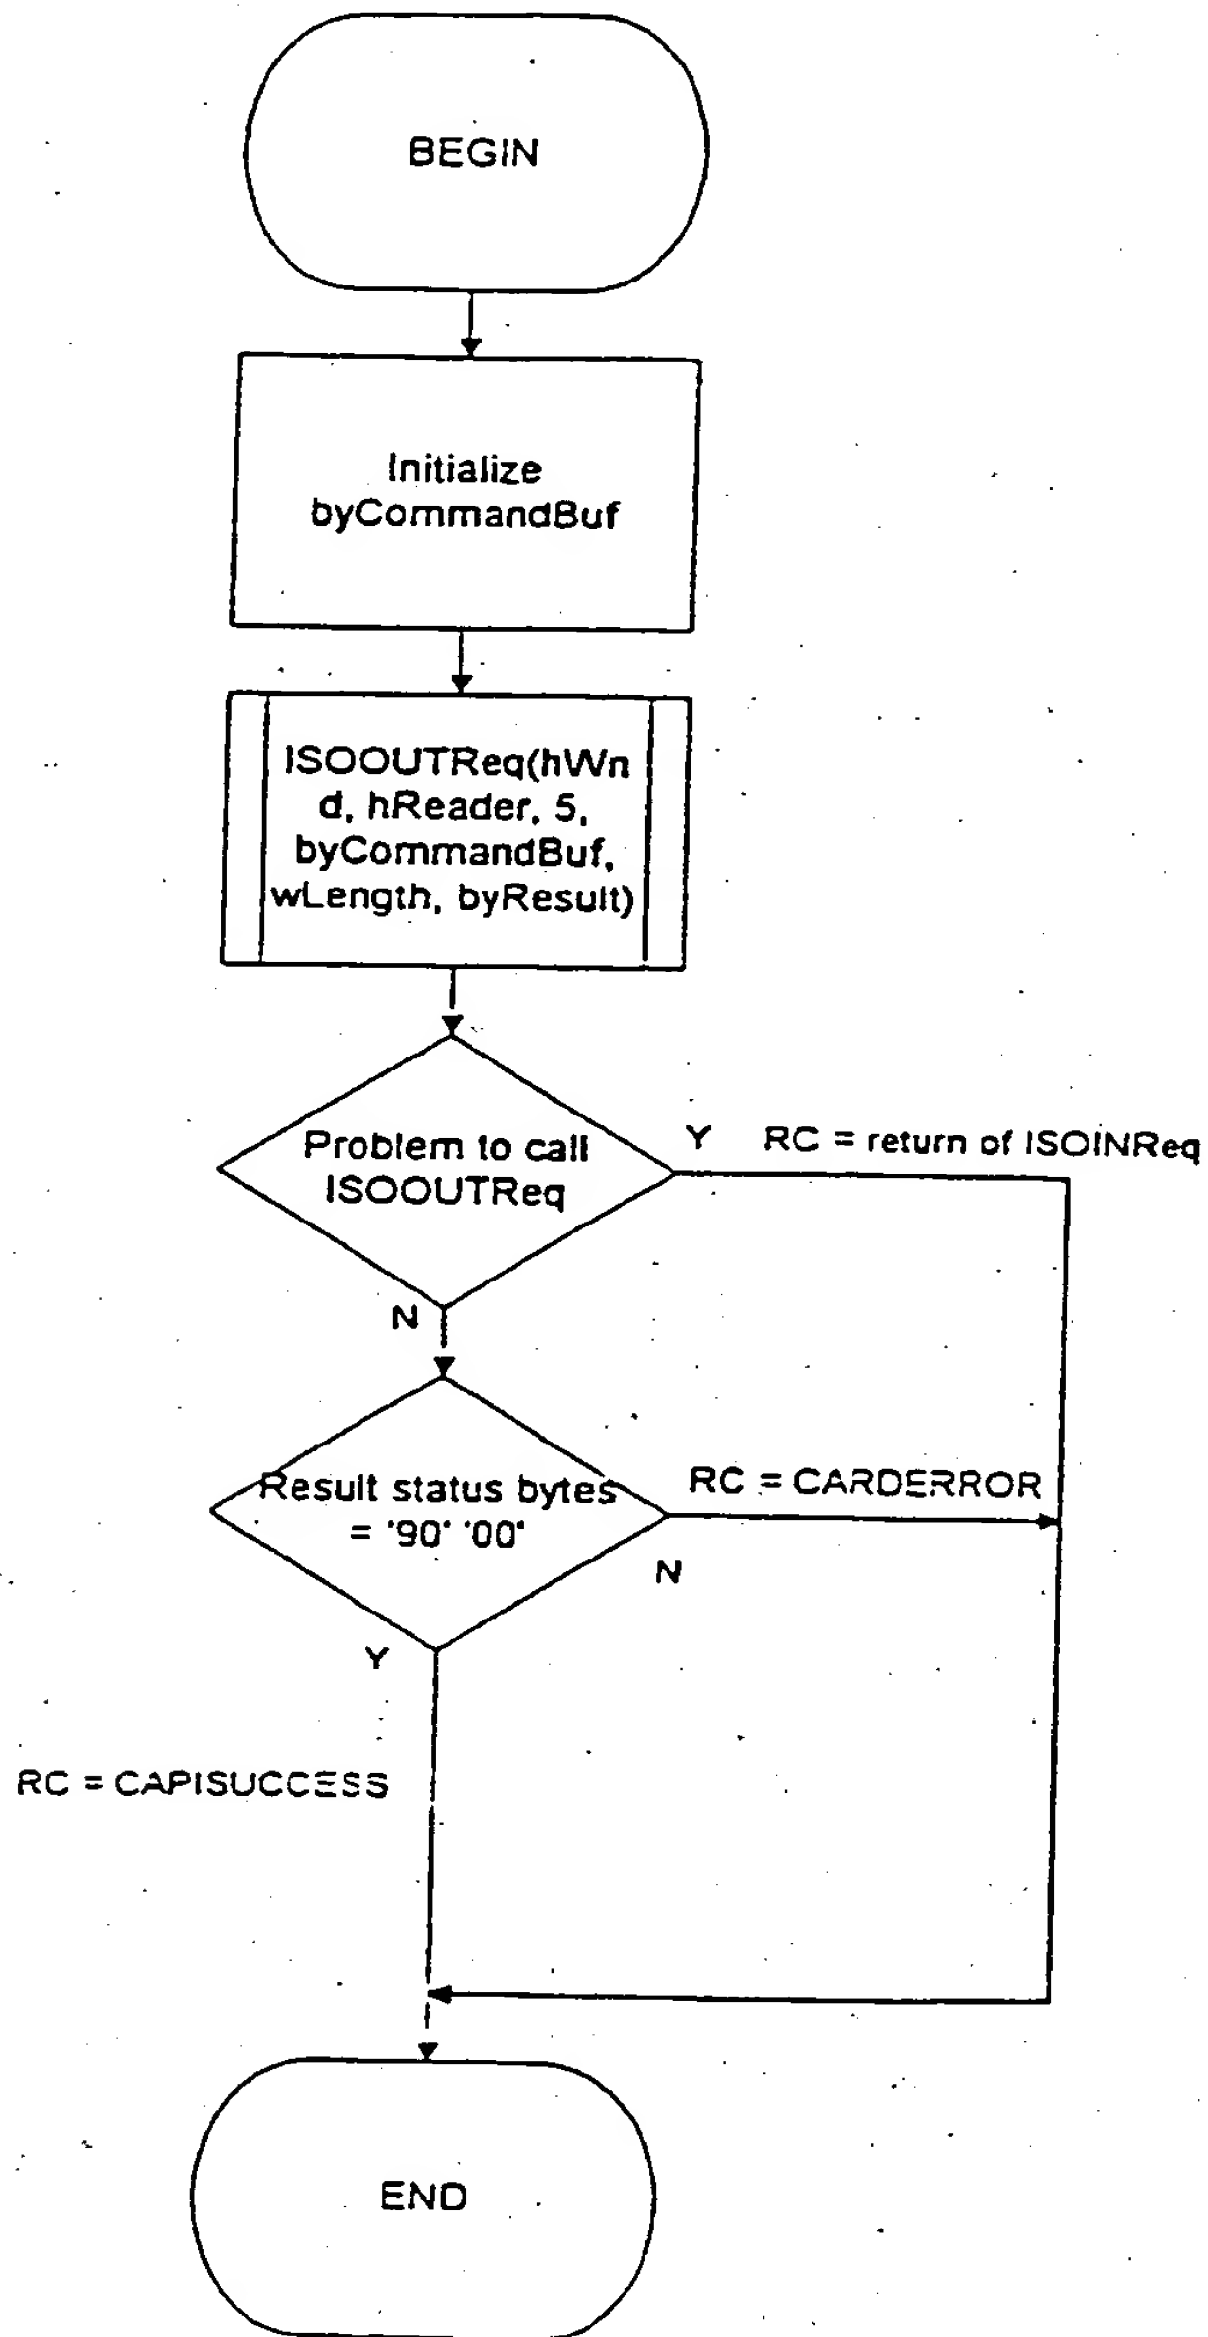 BEGIN
Initialize
byCommandBuf
ISOOUTReq(hWn
d, hReader, 5,
byCommandBuf,
wLength, byResult)
Problem to call
ISOOUTReq
Y
RC = return of ISOINReq
N
Result status bytes
= '90' '00'
RC = CARDERROR
N
Y
RC = CAPISUCCESS
END